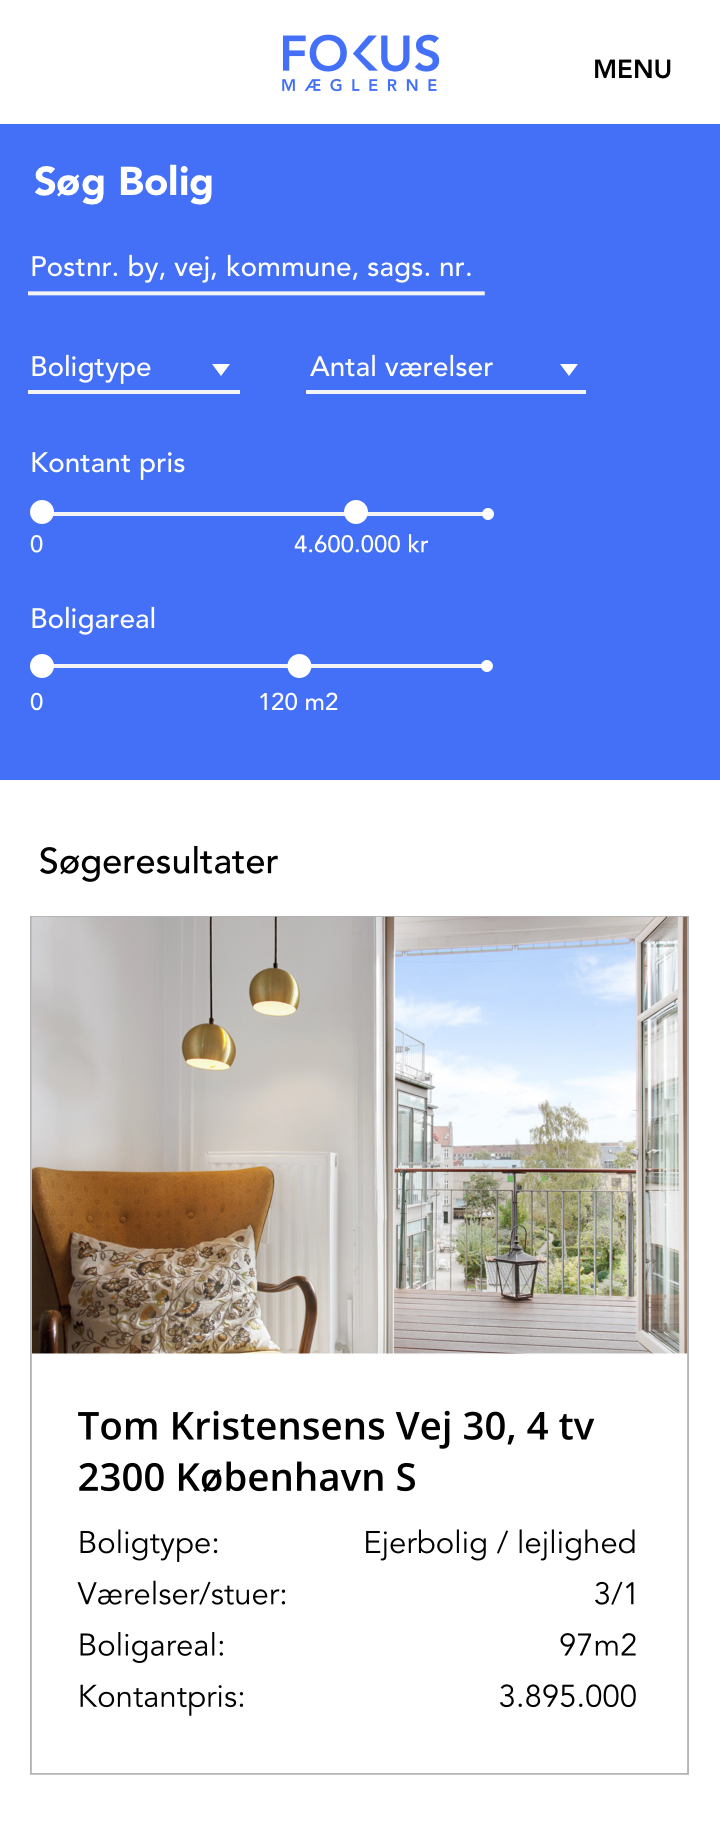 FOKUS
MÆGLERNE
MENU
Søg Bolig
Postnr. by, vej, kommune, sags. nr.
Boligtype
Antal værelser
Kontant pris
0
4.600.000 kr
Boligareal
0
120 m2
Søgeresultater
Tom Kristensens Vej 30, 4 tv
2300 København S
Boligtype: Ejerbolig / lejlighed
Værelser/stuer: 3/1
Boligareal: 97m2
Kontantpris: 3.895.000